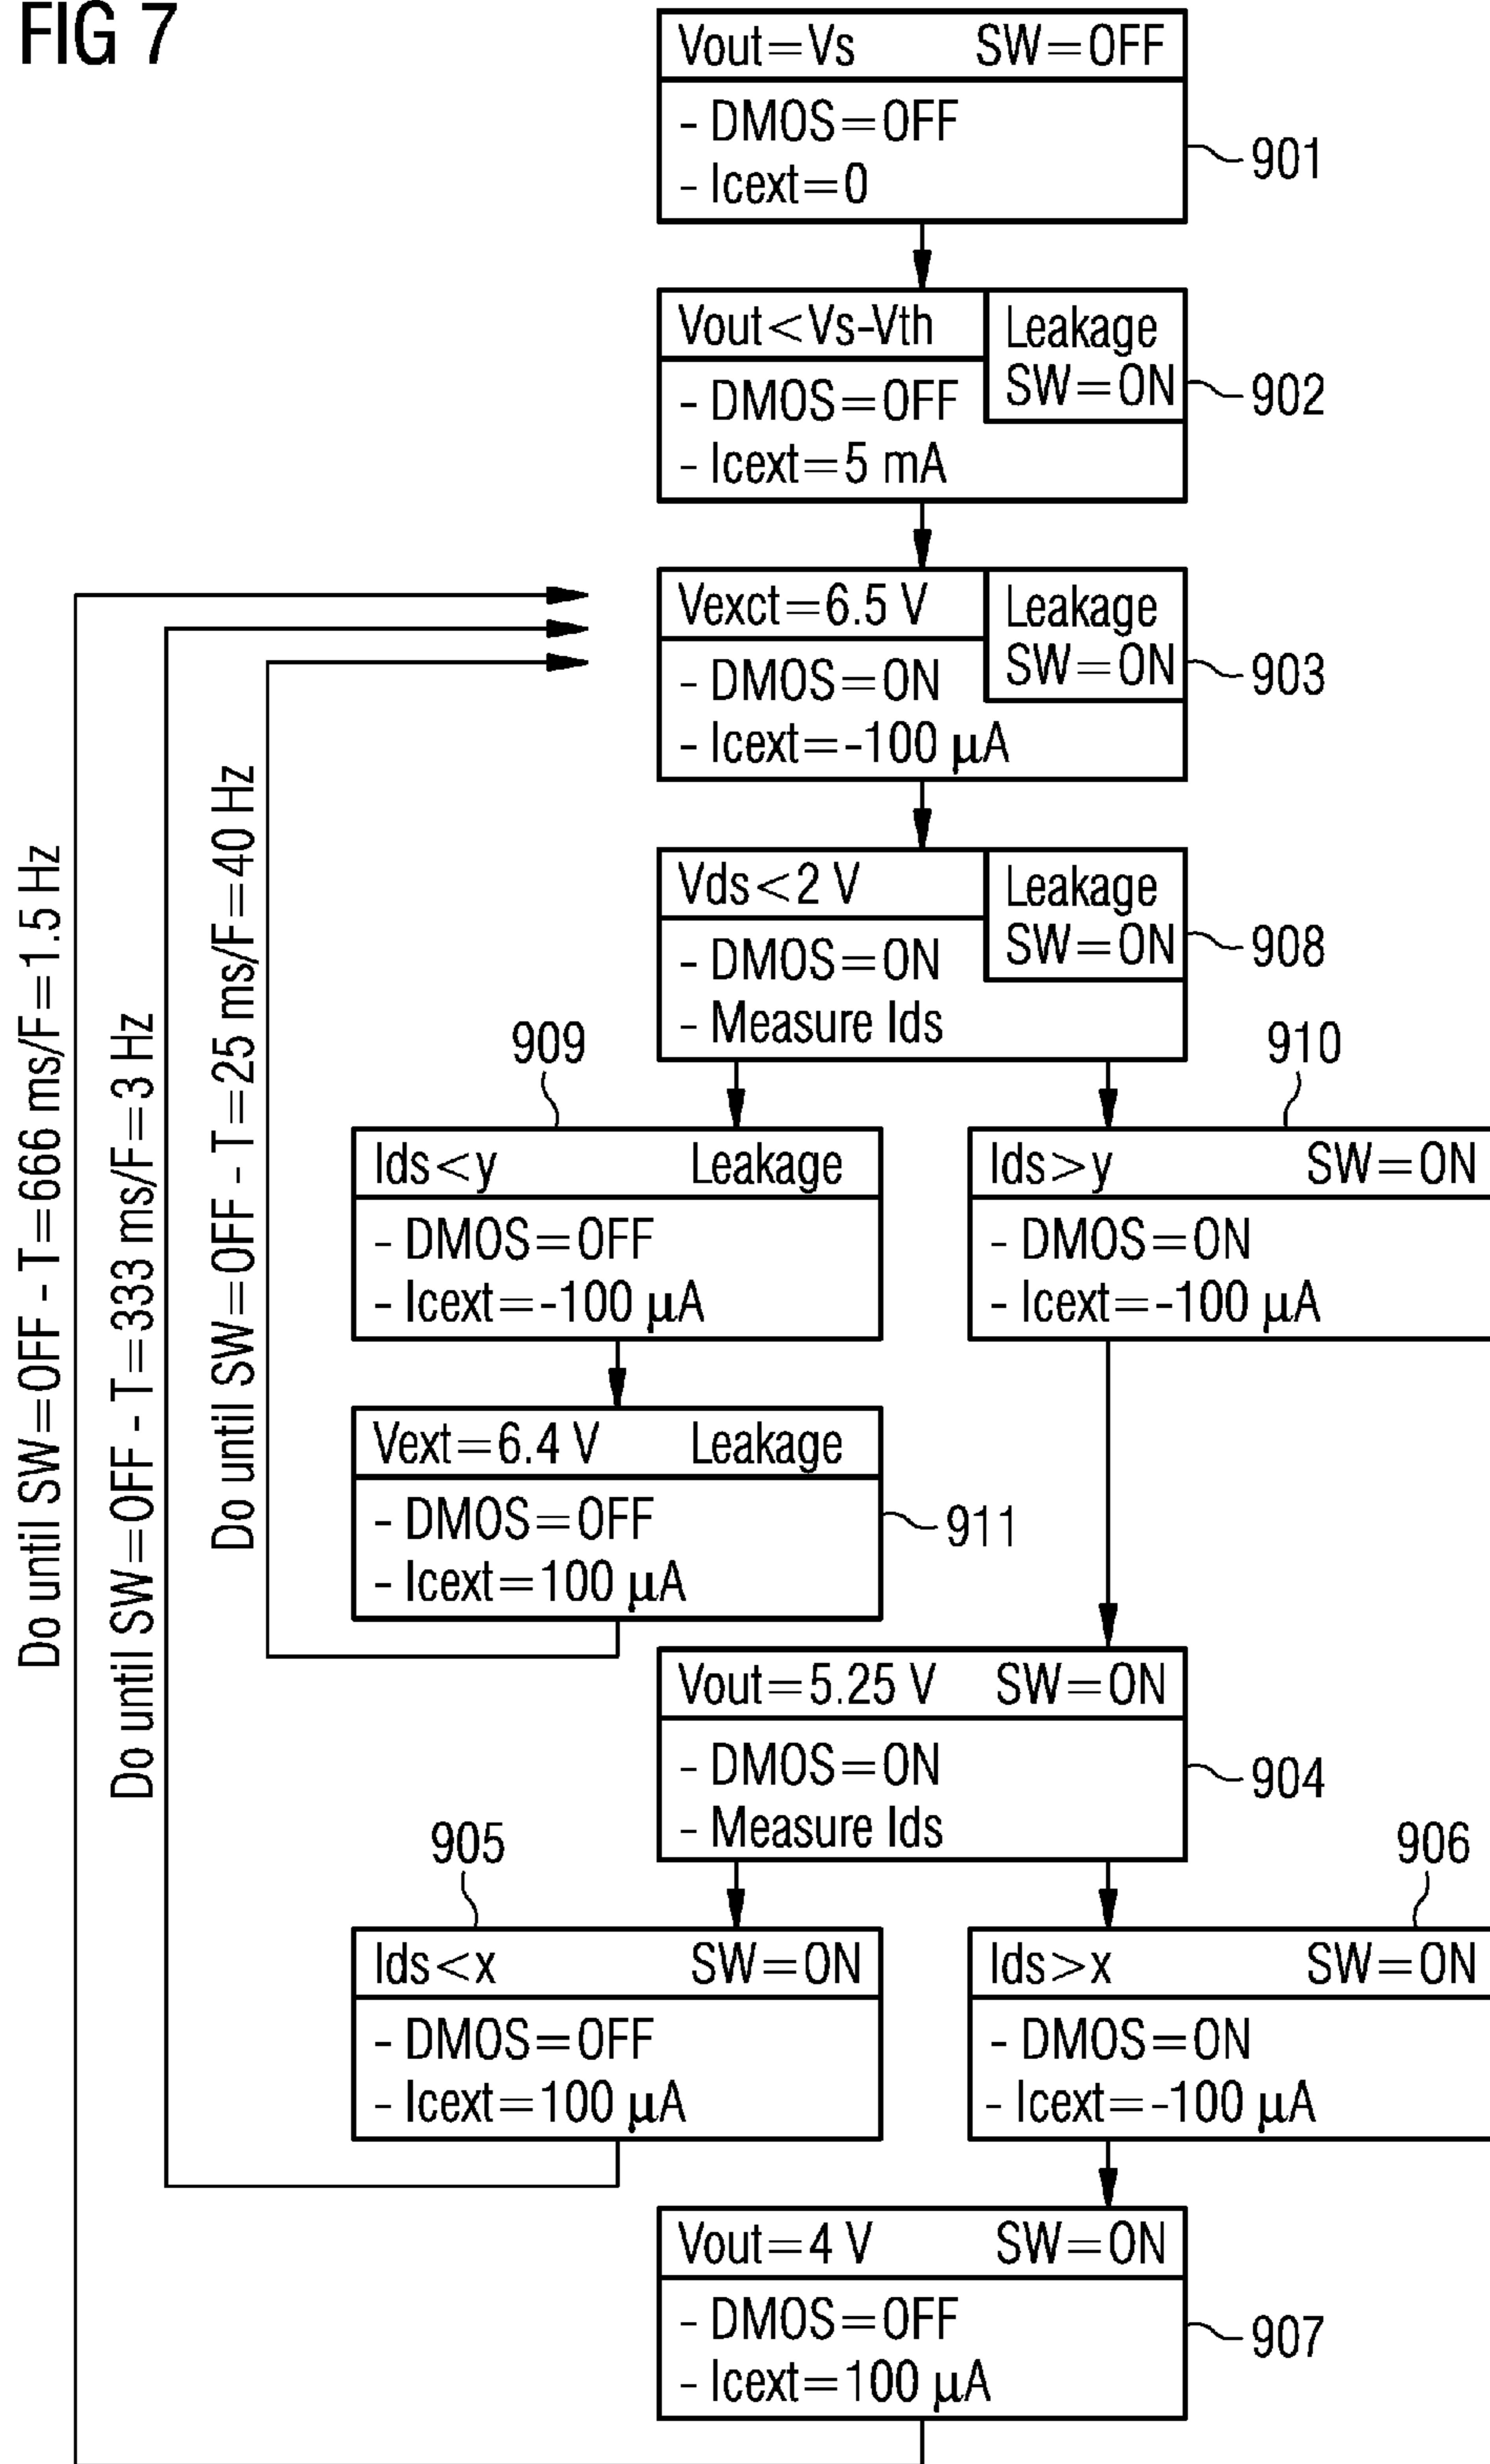 FIG 7
Vout=Vs SW=OFF
- DMOS=OFF
- Icext=0
901
Vout<Vs-Vth
Leakage
SW=ON
- DMOS=OFF
- Icext=5 mA
902
Vexct=6.5 V
Leakage
SW=ON
- DMOS=ON
- Icext=-100 μA
903
Vds<2 V
Leakage
SW=ON
- DMOS=ON
- Measure Ids
908
909
Ids<y Leakage
- DMOS=OFF
- Icext=-100 μA
910
Ids>y SW=ON
- DMOS=ON
- Icext=-100 μA
Vext=6.4 V Leakage
- DMOS=OFF
- Icext=100 μA
911
Vout=5.25 V SW=ON
- DMOS=ON
- Measure Ids
904
905
Ids<x SW=ON
- DMOS=OFF
- Icext=100 μA
906
Ids>x SW=ON
- DMOS=ON
- Icext=-100 μA
Vout=4 V SW=ON
- DMOS=OFF
- Icext=100 μA
907
Do until SW=OFF - T=666 ms/F=1.5 Hz
Do until SW=OFF - T=333 ms/F=3 Hz
Do until SW=OFF - T=25 ms/F=40 Hz